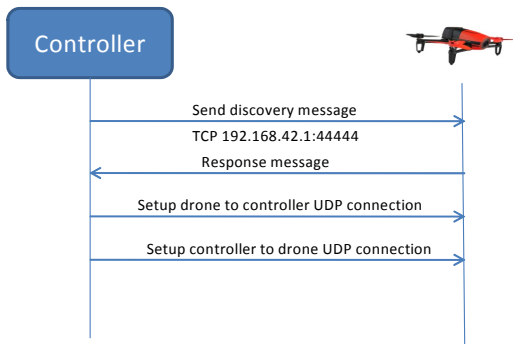 Controller
Send discovery message
TCP 192.168.42.1:44444
Response message
Setup drone to controller UDP connection
Setup controller to drone UDP connection